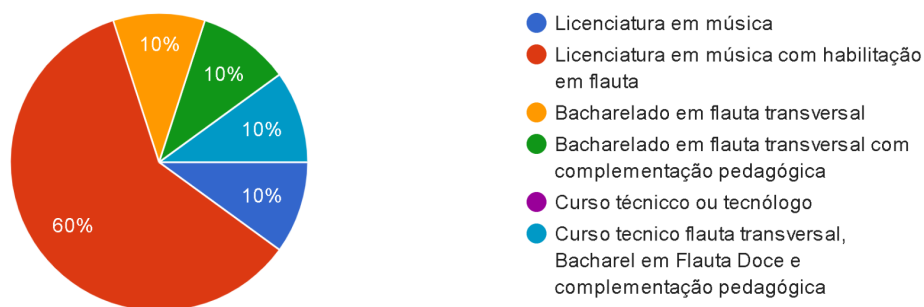 10%
10%
10%
10%
60%
Licenciatura em música
Licenciatura em música com habilitação
em flauta
Bacharelado em flauta transversal
Bacharelado em flauta transversal com
complementação pedagógica
Curso técnicco ou tecnólogo
Curso tecnico flauta transversal,
Bacharel em Flauta Doce e
complementação pedagógica